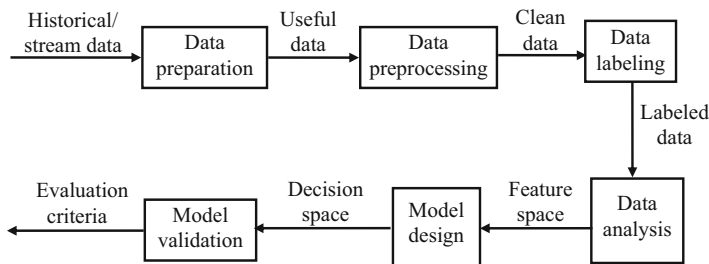 Historical/
stream data
Data
preparation
Useful
data
Data
preprocessing
Clean
data
Data
labeling
Labeled
data
Data
analysis
Feature
space
Model
design
Decision
space
Model
validation
Evaluation
criteria